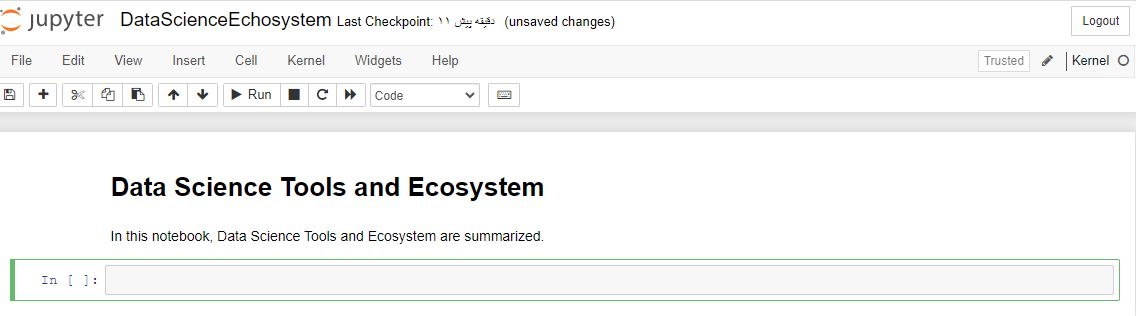 jupyter DataScienceEchosystem Last Checkpoint: ۱۱ دقیقه پیش (unsaved changes) Logout
File Edit View Insert Cell Kernel Widgets Help Trusted Kernel
Run Code
Data Science Tools and Ecosystem
In this notebook, Data Science Tools and Ecosystem are summarized.
In [ ]: